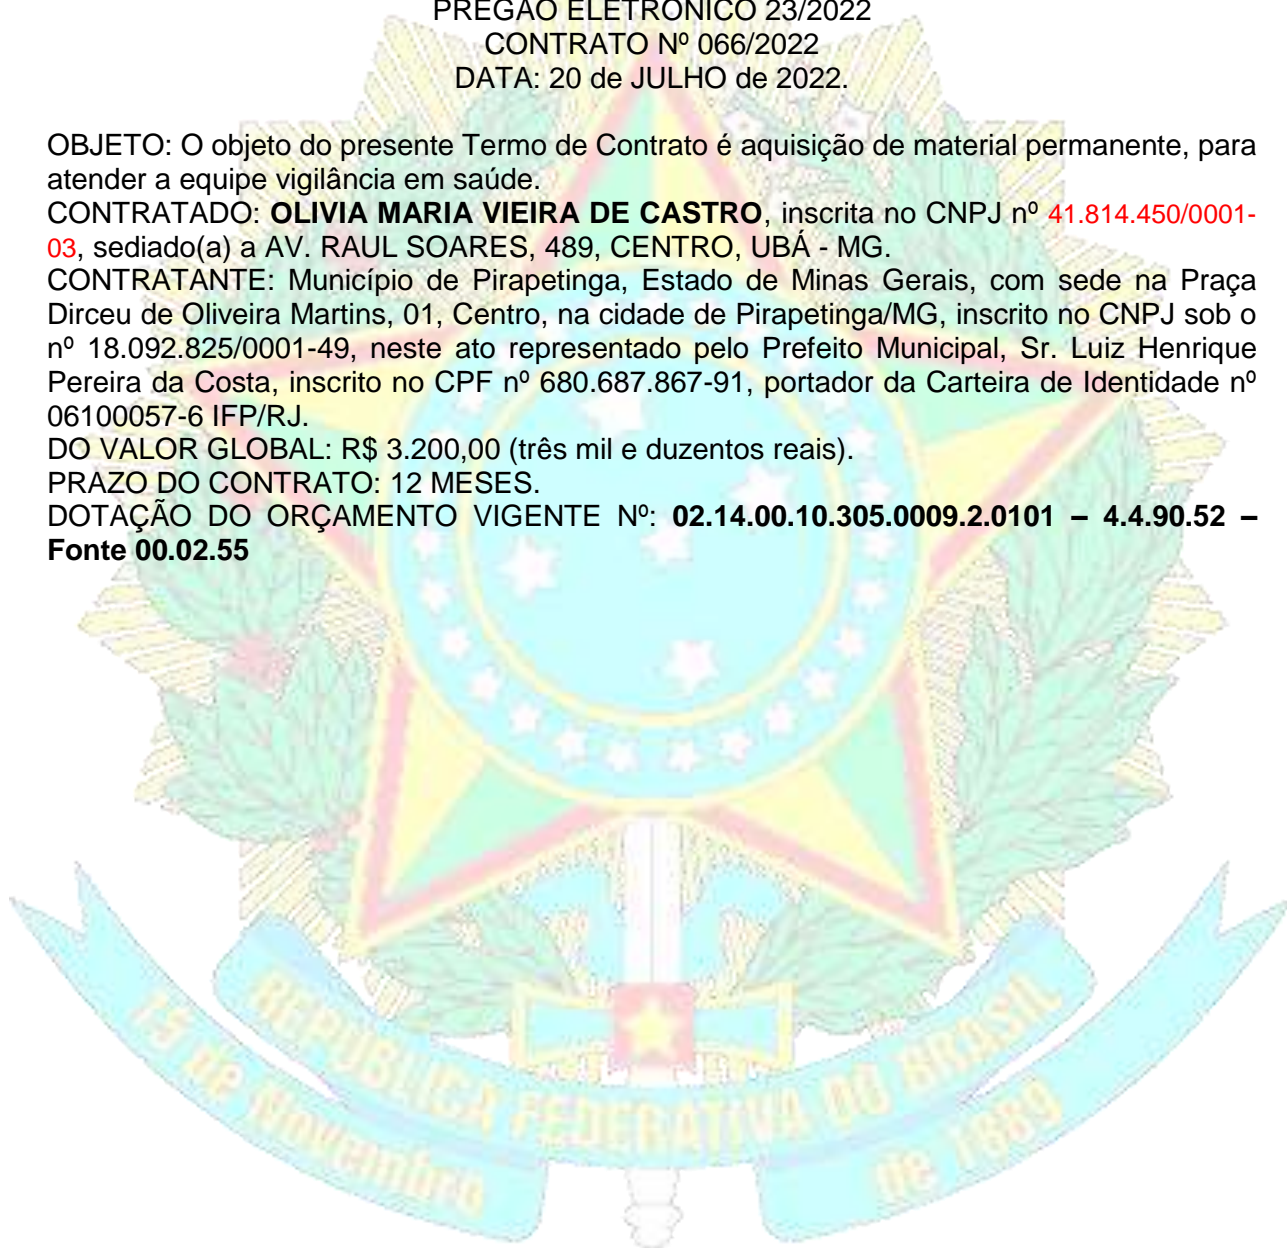 PREGÃO ELETRÔNICO 23/2022
CONTRATO Nº 066/2022
DATA: 20 de JULHO de 2022.
OBJETO: O objeto do presente Termo de Contrato é aquisição de material permanente, para
atender a equipe vigilância em saúde.
CONTRATADO: OLIVIA MARIA VIEIRA DE CASTRO, inscrita no CNPJ nº 41.814.450/0001-
03, sediado(a) a AV. RAUL SOARES, 489, CENTRO, UBÁ - MG.
CONTRATANTE: Município de Pirapetinga, Estado de Minas Gerais, com sede na Praça
Dirceu de Oliveira Martins, 01, Centro, na cidade de Pirapetinga/MG, inscrito no CNPJ sob o
nº 18.092.825/0001-49, neste ato representado pelo Prefeito Municipal, Sr. Luiz Henrique
Pereira da Costa, inscrito no CPF nº 680.687.867-91, portador da Carteira de Identidade nº
06100057-6 IFP/RJ.
DO VALOR GLOBAL: R$ 3.200,00 (três mil e duzentos reais).
PRAZO DO CONTRATO: 12 MESES.
DOTAÇÃO DO ORÇAMENTO VIGENTE Nº: 02.14.00.10.305.0009.2.0101 – 4.4.90.52 –
Fonte 00.02.55
REPÚBLICA FEDERATIVA DO BRASIL
15 de Novembro
de 1889